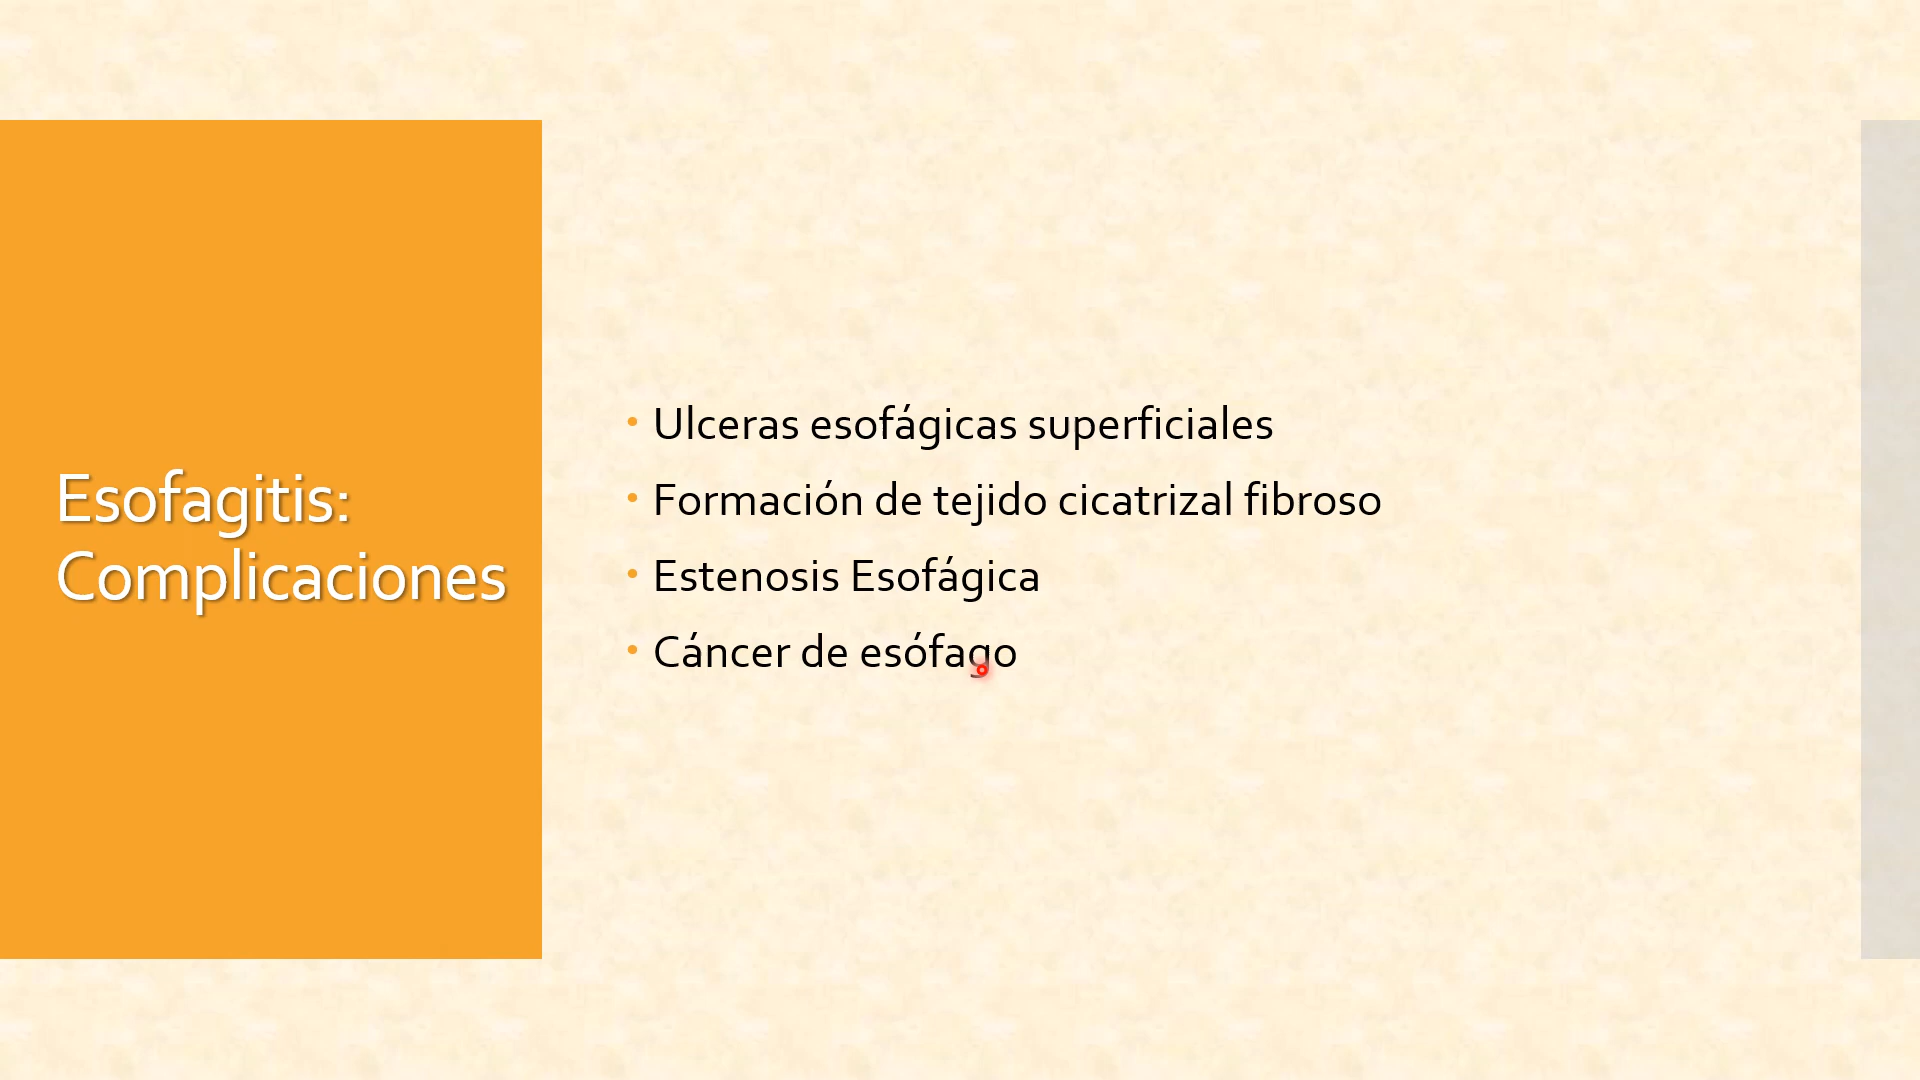 Esofagitis:
Complicaciones
• Ulceras esofágicas superficiales
• Formación de tejido cicatrizal fibroso
• Estenosis Esofágica
• Cáncer de esófago